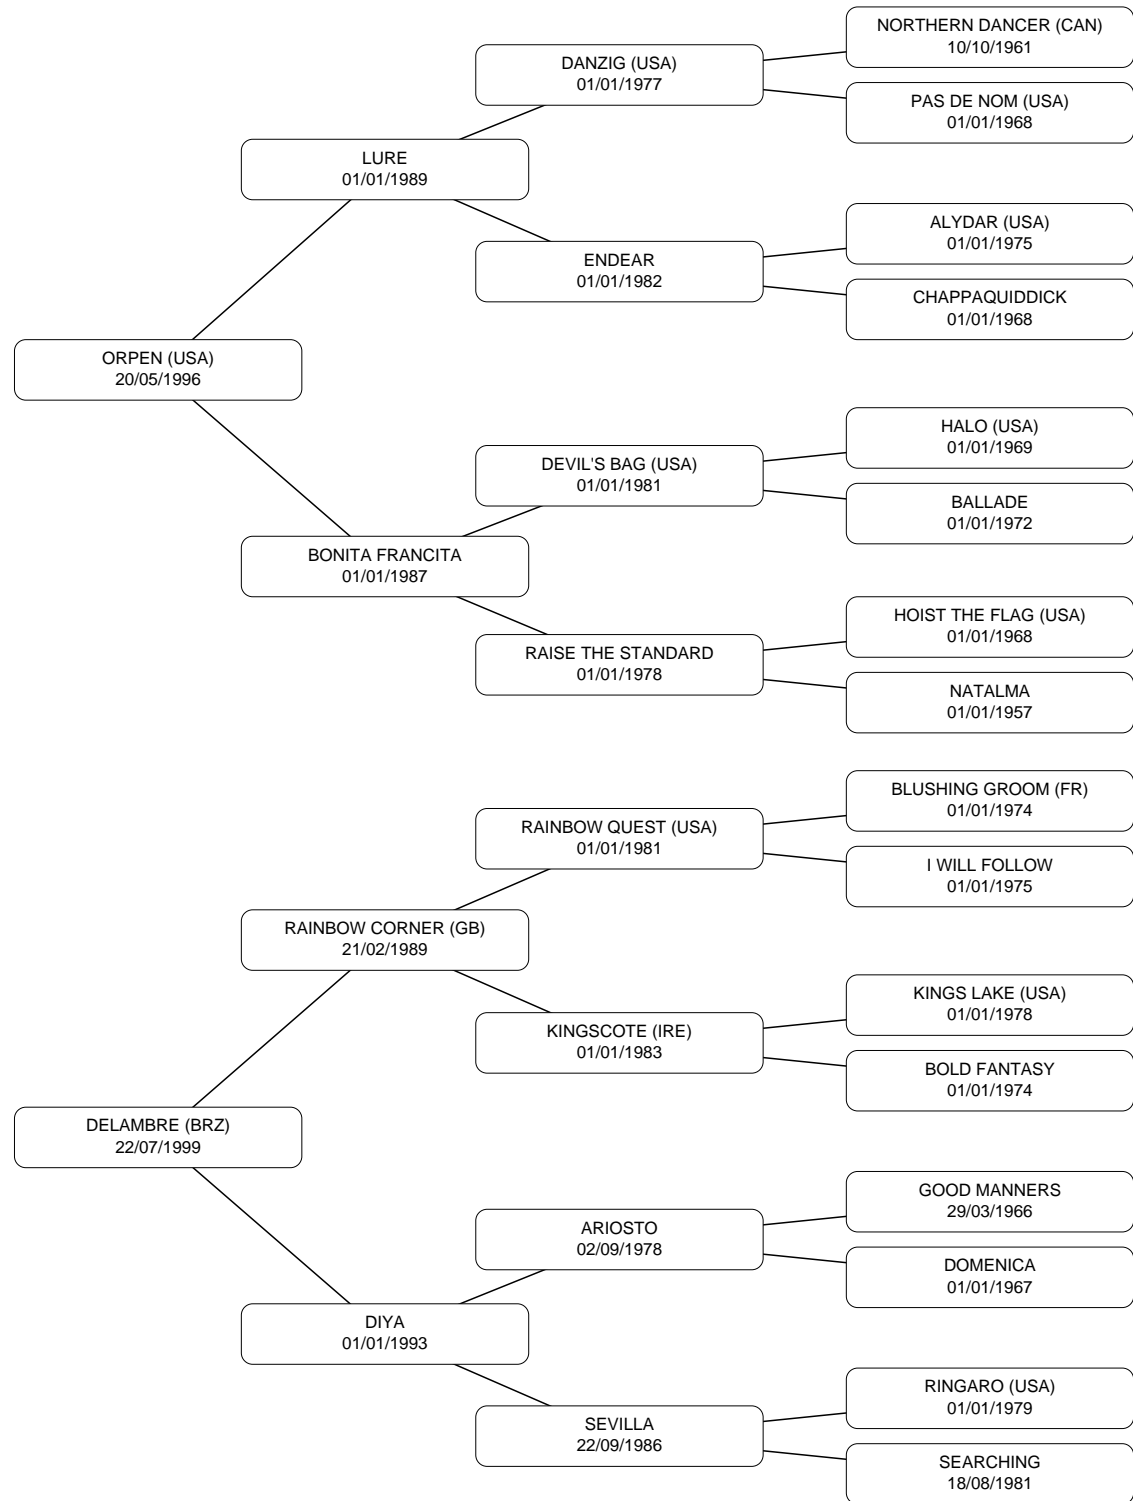 NORTHERN DANCER (CAN)
10/10/1961
DANZIG (USA)
01/01/1977
PAS DE NOM (USA)
01/01/1968
LURE
01/01/1989
ALYDAR (USA)
01/01/1975
ENDEAR
01/01/1982
CHAPPAQUIDDICK
01/01/1968
ORPEN (USA)
20/05/1996
HALO (USA)
01/01/1969
DEVIL'S BAG (USA)
01/01/1981
BALLADE
01/01/1972
BONITA FRANCITA
01/01/1987
HOIST THE FLAG (USA)
01/01/1968
RAISE THE STANDARD
01/01/1978
NATALMA
01/01/1957
BLUSHING GROOM (FR)
01/01/1974
RAINBOW QUEST (USA)
01/01/1981
I WILL FOLLOW
01/01/1975
RAINBOW CORNER (GB)
21/02/1989
KINGS LAKE (USA)
01/01/1978
KINGSCOTE (IRE)
01/01/1983
BOLD FANTASY
01/01/1974
DELAMBRE (BRZ)
22/07/1999
GOOD MANNERS
29/03/1966
ARIOSTO
02/09/1978
DOMENICA
01/01/1967
DIYA
01/01/1993
RINGARO (USA)
01/01/1979
SEVILLA
22/09/1986
SEARCHING
18/08/1981